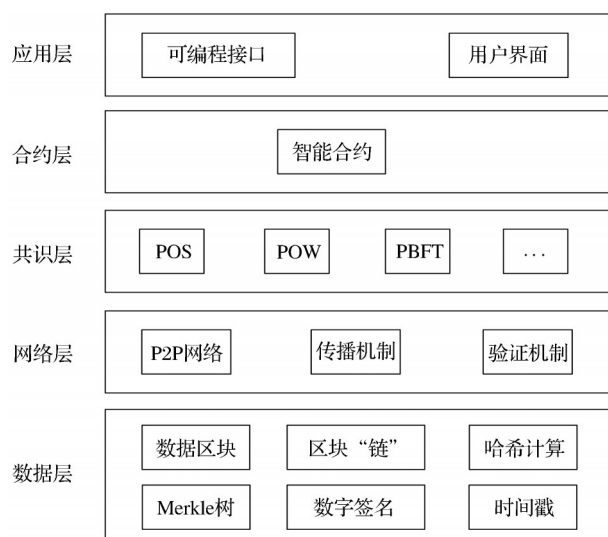 应用层
可编程接口
用户界面
合约层
智能合约
共识层
POS
POW
PBFT
...
网络层
P2P网络
传播机制
验证机制
数据层
数据区块
区块“链”
哈希计算
Merkle树
数字签名
时间戳